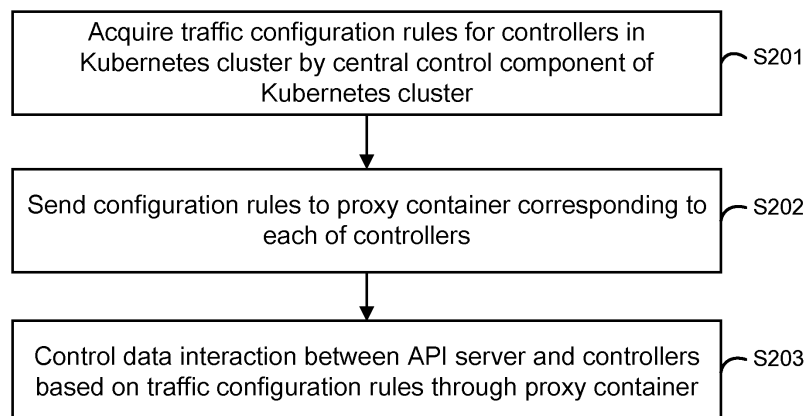 Acquire traffic configuration rules for controllers in
Kubernetes cluster by central control component of
Kubernetes cluster
S201
Send configuration rules to proxy container corresponding to
each of controllers
S202
Control data interaction between API server and controllers
based on traffic configuration rules through proxy container
S203